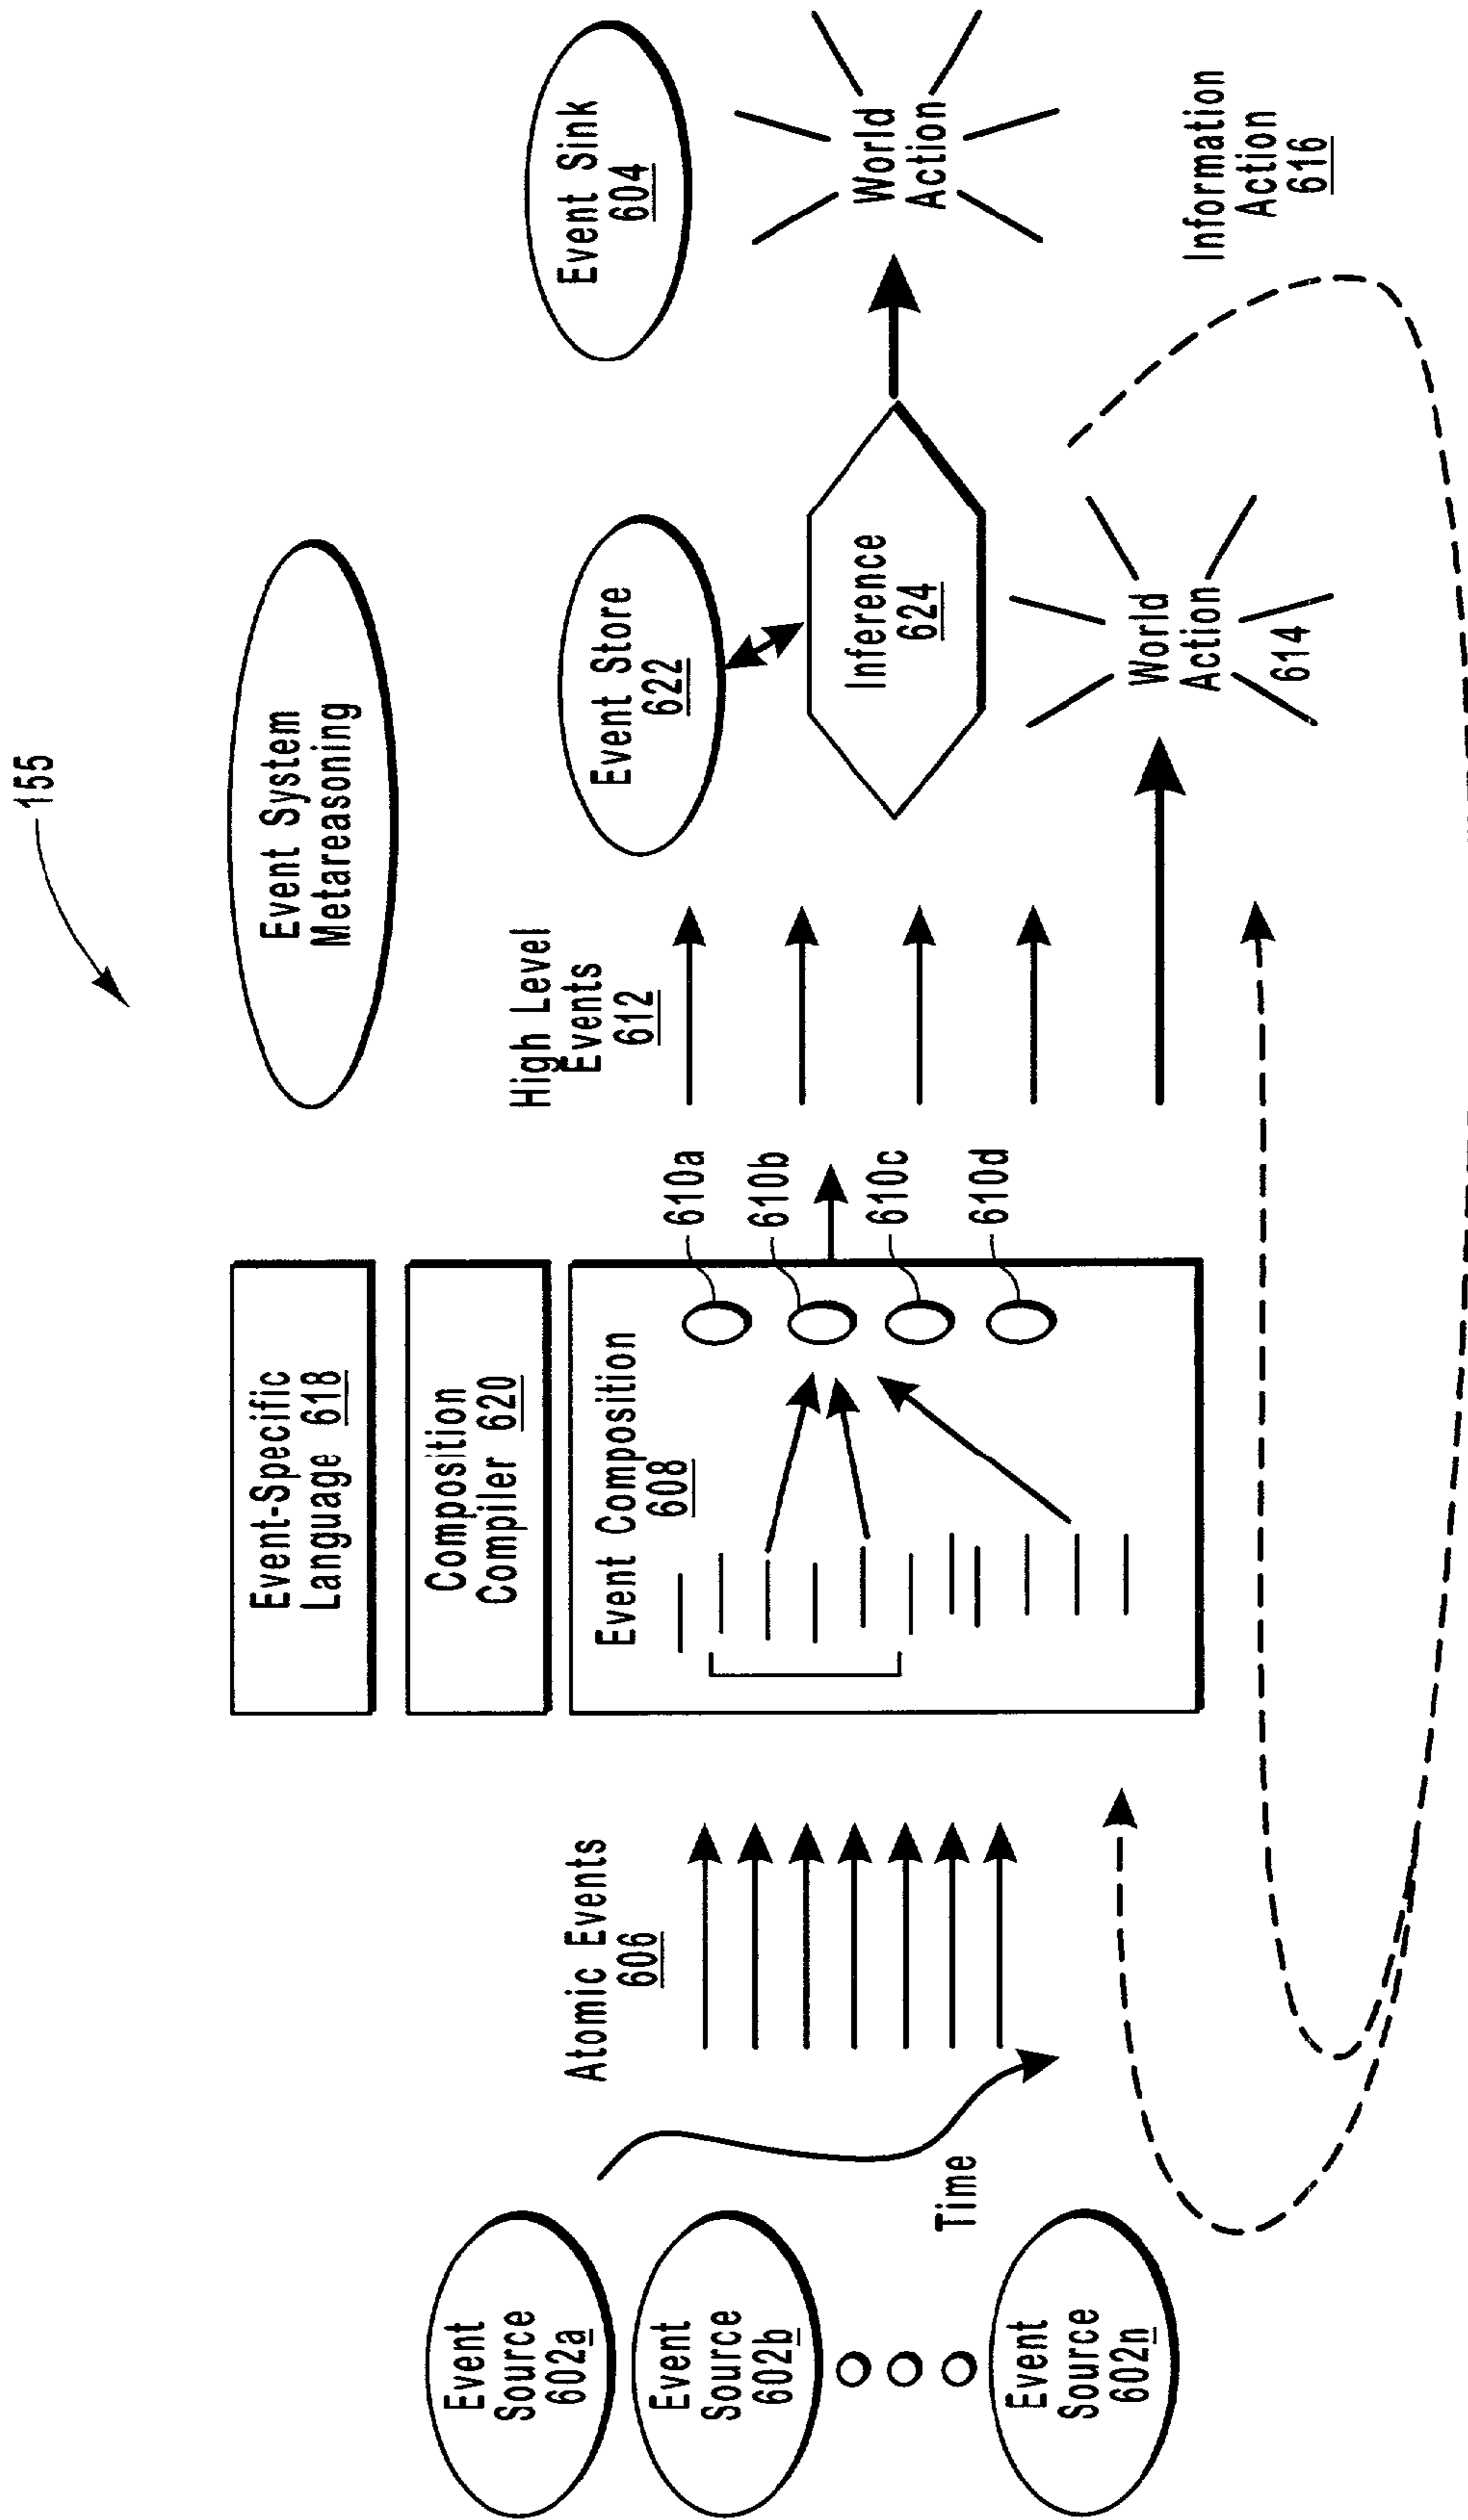 155
Event System
Metareasoning
Event-Specific
Language 618
Composition
Compiler 620
Event Source
602a
Event Source
602b
Event Source
602n
Time
Atomic Events
606
Event Composition
608
610a
610b
610c
610d
High Level
Events
612
Event Store
622
Inference
624
World
Action
614
Event Sink
604
World
Action
Information
Action
616